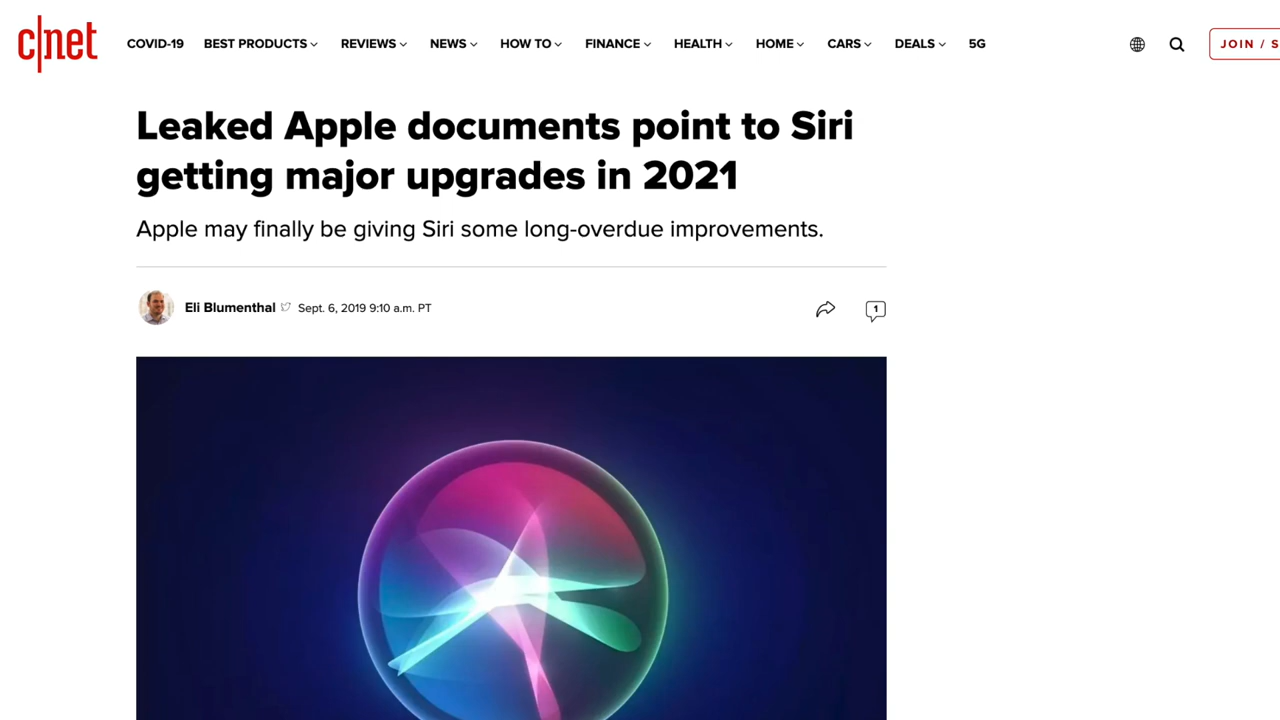 c|net
COVID-19 BEST PRODUCTS REVIEWS NEWS HOW TO FINANCE HEALTH HOME CARS DEALS 5G JOIN / S
Leaked Apple documents point to Siri
getting major upgrades in 2021
Apple may finally be giving Siri some long-overdue improvements.
Eli Blumenthal Sept. 6, 2019 9:10 a.m. PT 1